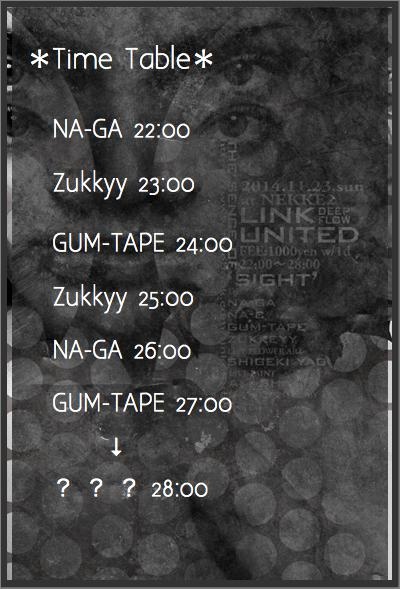 *Time Table*
NA-GA 22:00
Zukkyy 23:00
GUM-TAPE 24:00
Zukkyy 25:00
NA-GA 26:00
GUM-TAPE 27:00
↓
? ? ? 28:00
2014.11.23.sun
at NEKKE2
LINK DEEP FLOW
UNITED
FEE:1000yen w/1d
22:00~28:00
'SIGHT'
NA-GA
GUM-TAPE
ZUKKYY
SHIGEKI-YAG